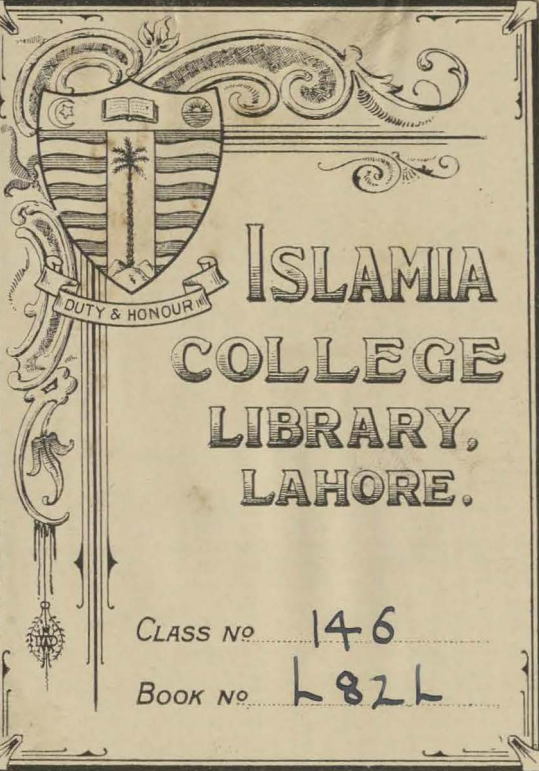 DUTY & HONOUR
ISLAMIA
COLLEGE
LIBRARY,
LAHORE.
CLASS Nº 146
BOOK Nº L82L